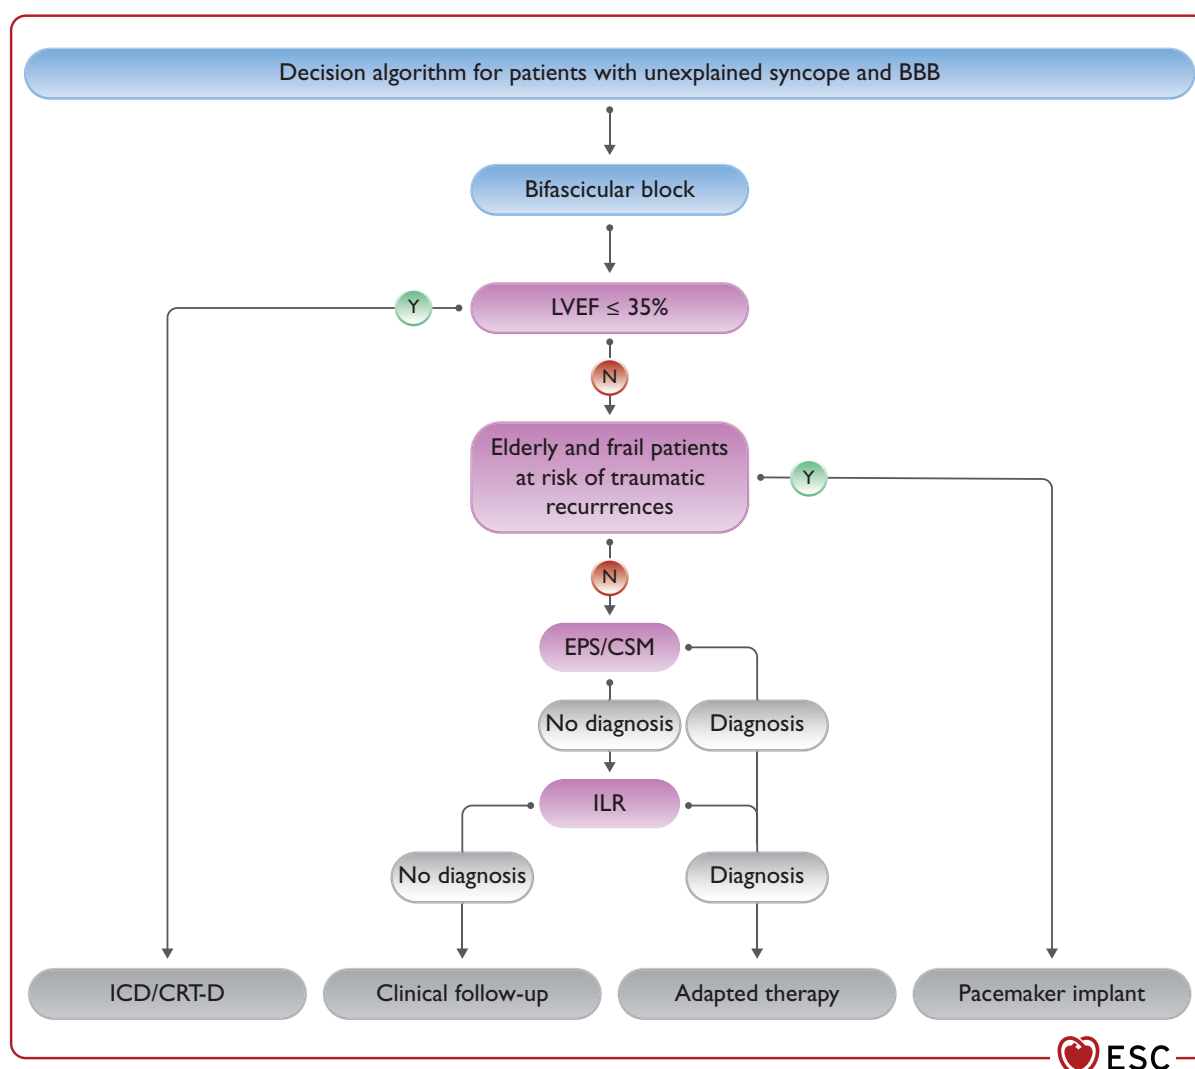 Decision algorithm for patients with unexplained syncope and BBB
Bifascicular block
Y
LVEF ≤ 35%
N
Elderly and frail patients
at risk of traumatic
recurrrences
Y
N
EPS/CSM
No diagnosis
Diagnosis
ILR
No diagnosis
Diagnosis
ICD/CRT-D
Clinical follow-up
Adapted therapy
Pacemaker implant
ESC